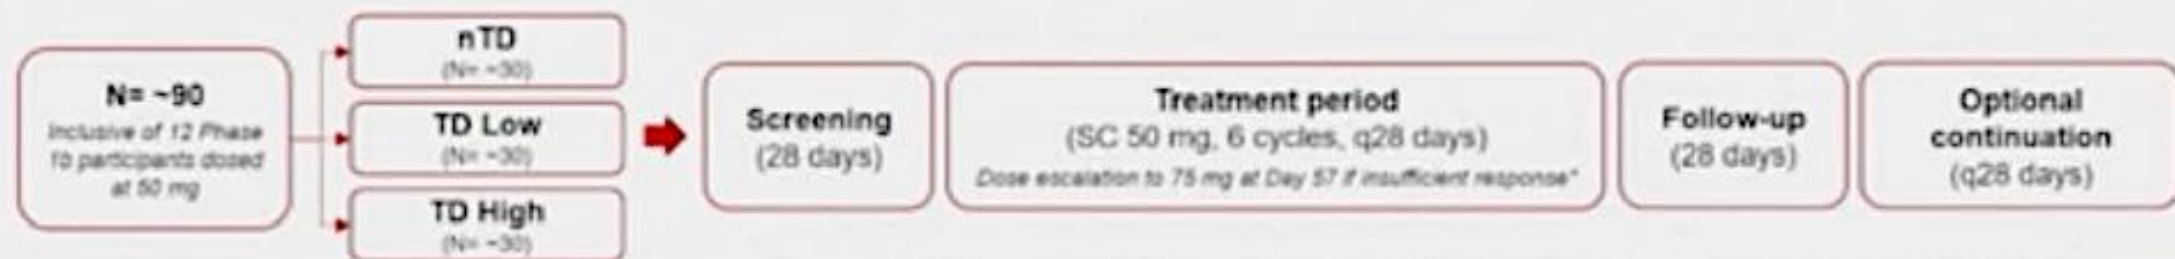 N= ~90
Inclusive of 12 Phase
1b participants dosed
at 50 mg
nTD
(N= ~30)
TD Low
(N= ~30)
TD High
(N= ~30)
Screening
(28 days)
Treatment period
(SC 50 mg, 6 cycles, q28 days)
Dose escalation to 75 mg at Day 57 if insufficient response*
Follow-up
(28 days)
Optional
continuation
(q28 days)